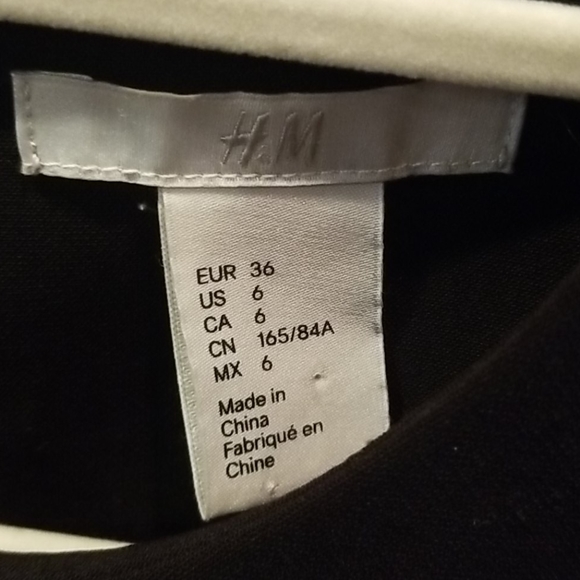 H&M
EUR 36
US 6
CA 6
CN 165/84A
MX 6
Made in
China
Fabriqué en
Chine